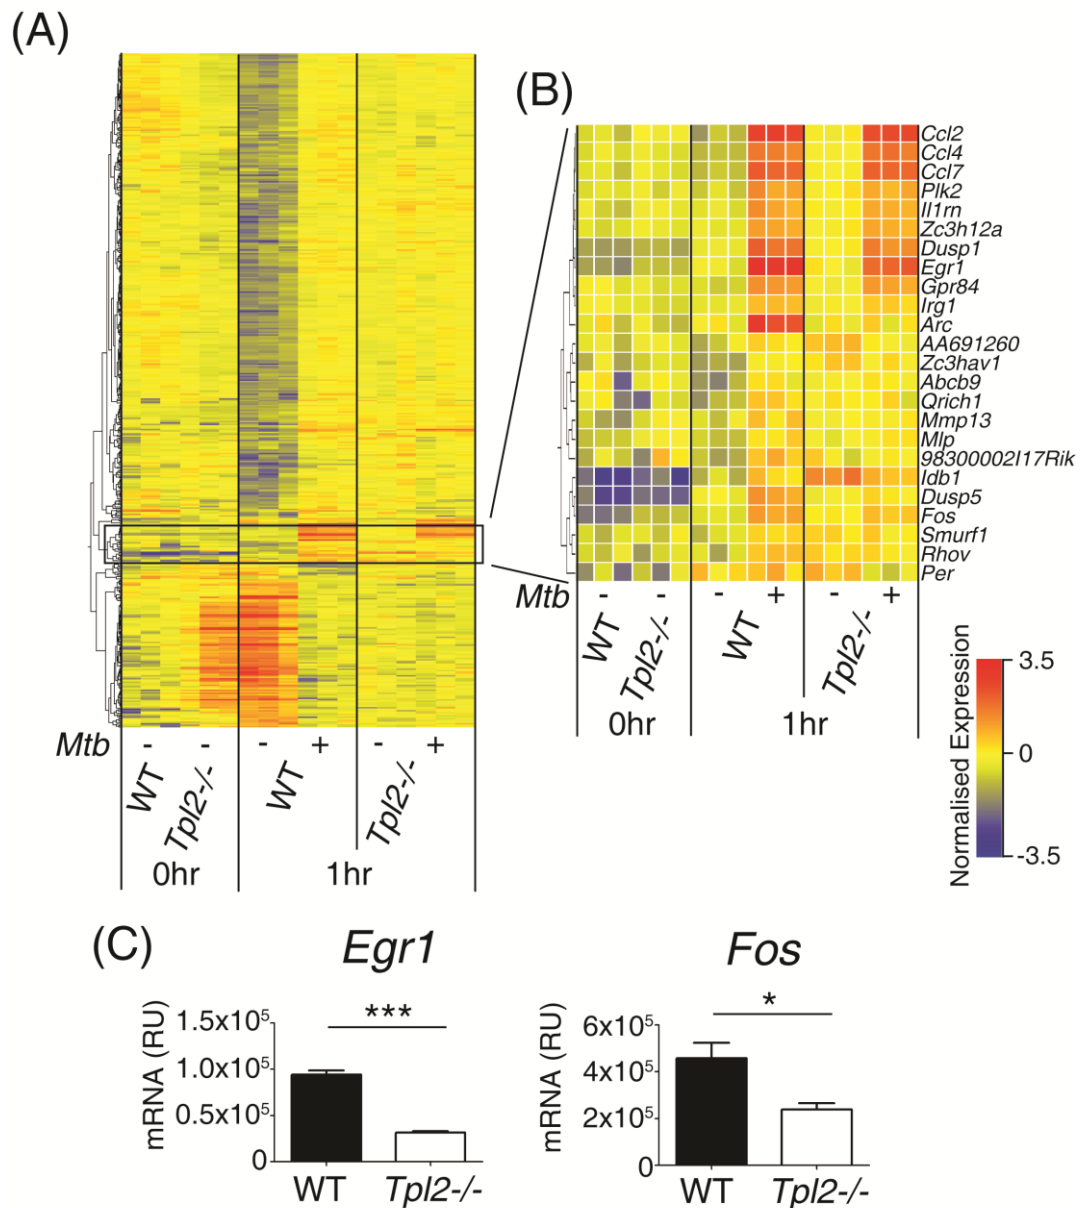 (A)
(B)
Ccl2
Ccl4
Ccl7
Plk2
Il1rn
Zc3h12a
Dusp1
Egr1
Gpr84
Irg1
Arc
AA691260
Zc3hav1
Abcb9
Qrich1
Mmp13
Mlp
98300002I17Rik
Idb1
Dusp5
Fos
Smurf1
Rhov
Per
Mtb - - + - +
WT Tpl2-/- WT Tpl2-/-
0hr 1hr
Mtb - - - + - +
WT Tpl2-/- WT Tpl2-/-
0hr 1hr
Normalised Expression
3.5
0
-3.5
(C)
Egr1
mRNA (RU)
1.5x10⁵
1.0x10⁵
0.5x10⁵
0
***
WT Tpl2-/-
Fos
mRNA (RU)
6x10⁵
4x10⁵
2x10⁵
0
*
WT Tpl2-/-